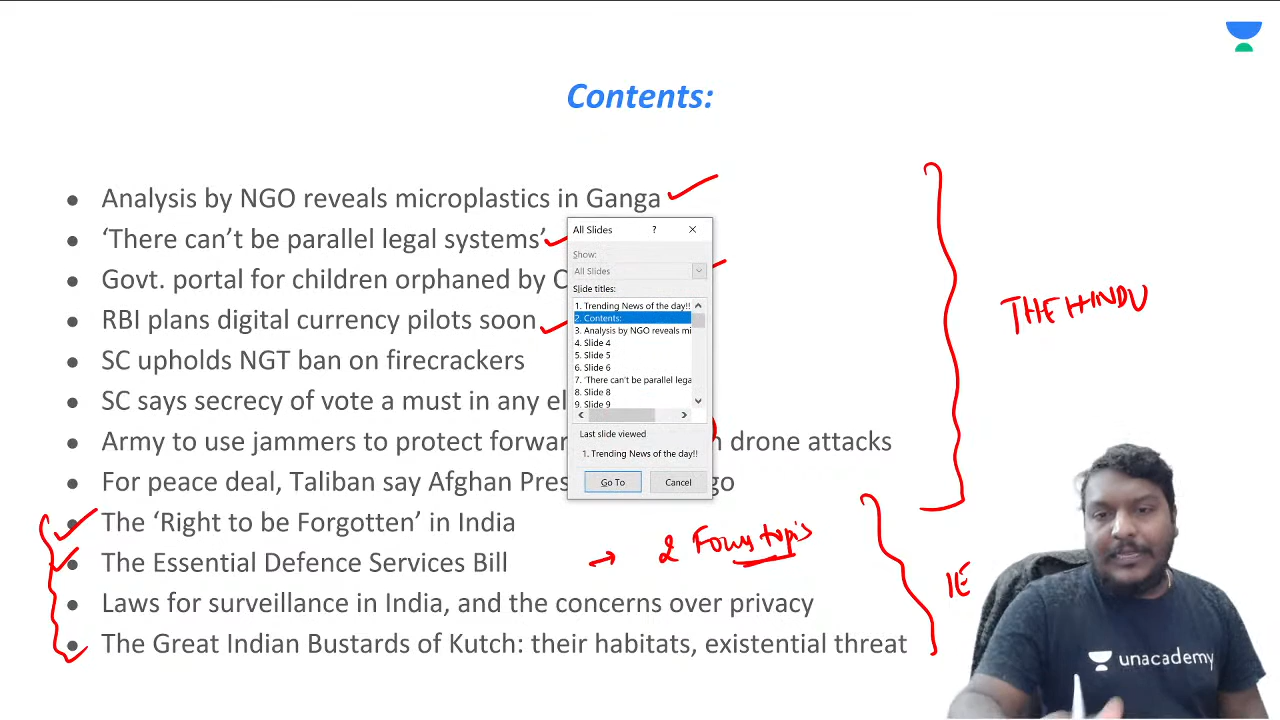 Contents:
● Analysis by NGO reveals microplastics in Ganga
● ‘There can’t be parallel legal systems’
● Govt. portal for children orphaned by C
● RBI plans digital currency pilots soon
● SC upholds NGT ban on firecrackers
● SC says secrecy of vote a must in any el
● Army to use jammers to protect forwar drone attacks
● For peace deal, Taliban say Afghan Pres go
● The ‘Right to be Forgotten’ in India
● The Essential Defence Services Bill
● Laws for surveillance in India, and the concerns over privacy
● The Great Indian Bustards of Kutch: their habitats, existential threat
All Slides ? ×
Show:
All Slides
Slide titles:
1. Trending News of the day!!
2. Contents:
3. Analysis by NGO reveals mi
4. Slide 4
5. Slide 5
6. Slide 6
7. 'There can't be parallel lega
8. Slide 8
9. Slide 9
Last slide viewed
1. Trending News of the day!!
Go To Cancel
THE HINDU
→ 2 Focus topics
IE
unacademy